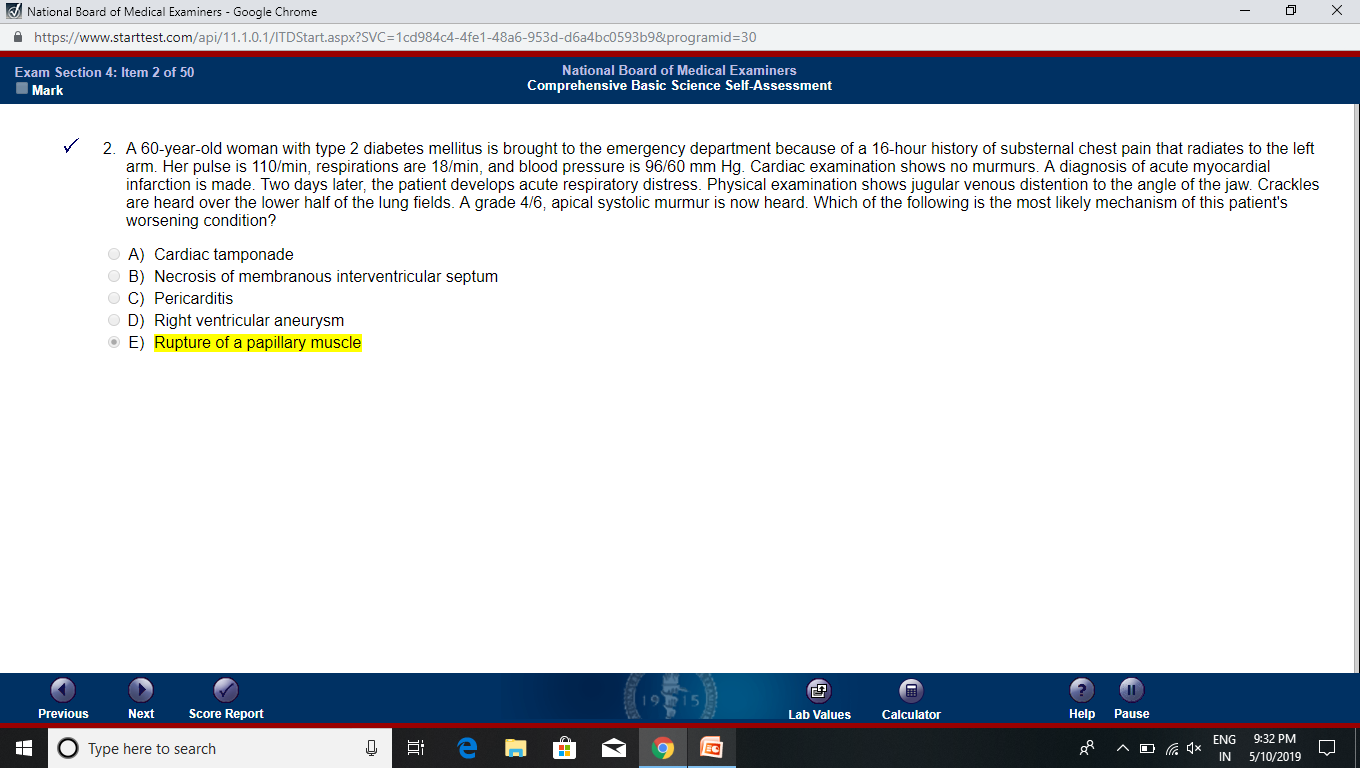 National Board of Medical Examiners - Google Chrome
https://www.starttest.com/api/11.1.0.1/ITDStart.aspx?SVC=1cd984c4-4fe1-48a6-953d-d6a4bc0593b9&programid=30
Exam Section 4: Item 2 of 50
National Board of Medical Examiners
Mark
Comprehensive Basic Science Self-Assessment
2. A 60-year-old woman with type 2 diabetes mellitus is brought to the emergency department because of a 16-hour history of substernal chest pain that radiates to the left
arm. Her pulse is 110/min, respirations are 18/min, and blood pressure is 96/60 mm Hg. Cardiac examination shows no murmurs. A diagnosis of acute myocardial
infarction is made. Two days later, the patient develops acute respiratory distress. Physical examination shows jugular venous distention to the angle of the jaw. Crackles
are heard over the lower half of the lung fields. A grade 4/6, apical systolic murmur is now heard. Which of the following is the most likely mechanism of this patient's
worsening condition?
A) Cardiac tamponade
B) Necrosis of membranous interventricular septum
C) Pericarditis
D) Right ventricular aneurysm
E) Rupture of a papillary muscle
1915
Previous Next Score Report Lab Values Calculator Help Pause
Type here to search
EC
ENG
IN
9:32 PM
5/10/2019